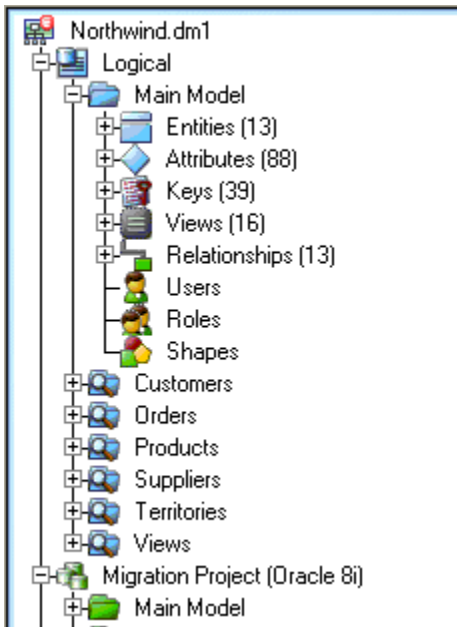 Northwind.dm1
Logical
Main Model
Entities (13)
Attributes (88)
Keys (39)
Views (16)
Relationships (13)
Users
Roles
Shapes
Customers
Orders
Products
Suppliers
Territories
Views
Migration Project (Oracle 8i)
Main Model